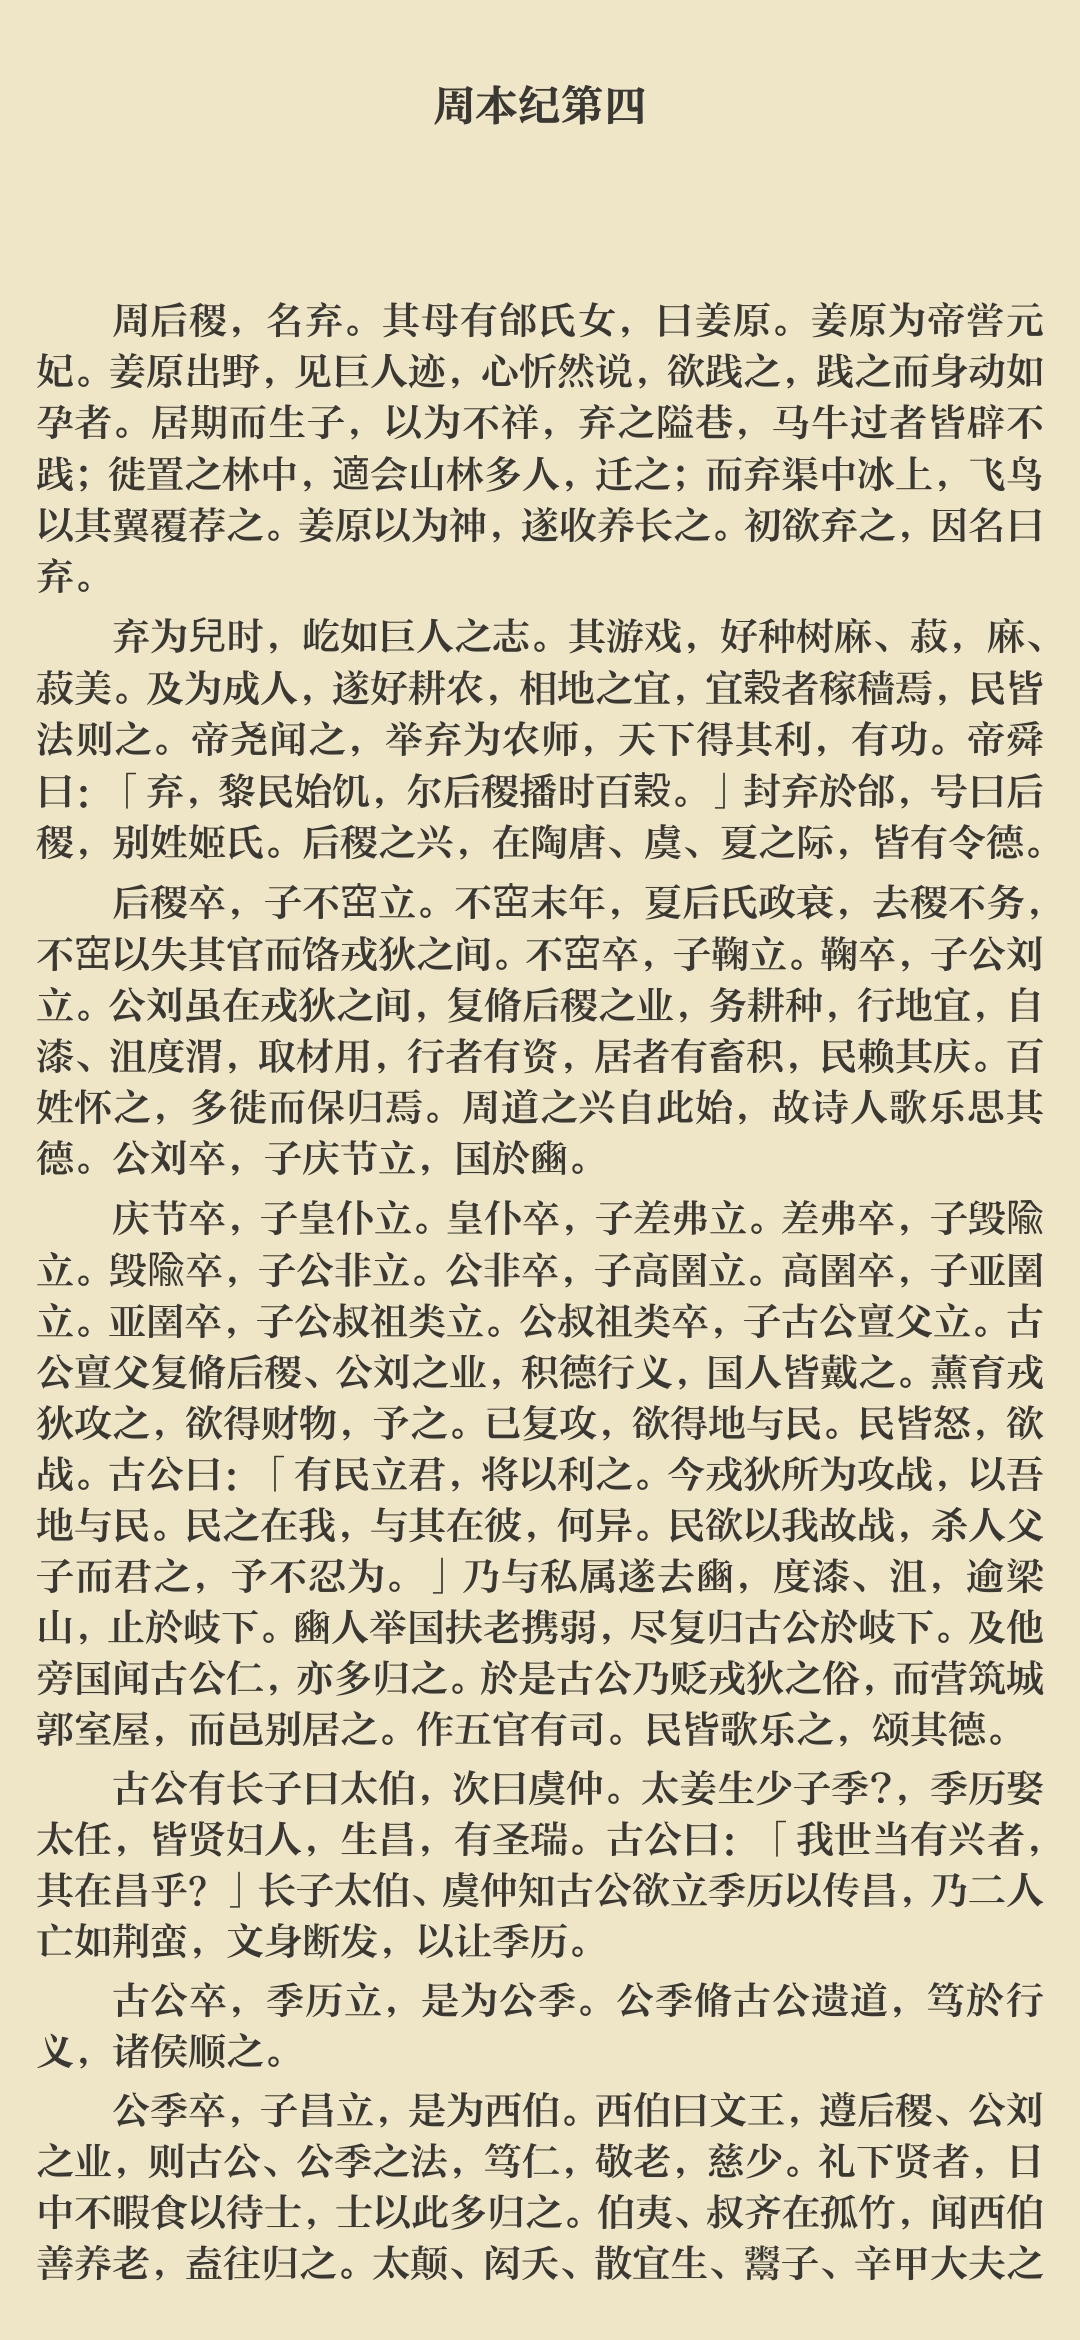 周本纪第四
周后稷，名弃。其母有邰氏女，曰姜原。姜原为帝喾元
妃。姜原出野，见巨人迹，心忻然说，欲践之，践之而身动如
孕者。居期而生子，以为不祥，弃之隘巷，马牛过者皆辟不
践；徙置之林中，適会山林多人，迁之；而弃渠中冰上，飞鸟
以其翼覆荐之。姜原以为神，遂收养长之。初欲弃之，因名曰
弃。
弃为兒时，屹如巨人之志。其游戏，好种树麻、菽，麻、
菽美。及为成人，遂好耕农，相地之宜，宜穀者稼穑焉，民皆
法则之。帝尧闻之，举弃为农师，天下得其利，有功。帝舜
曰：「弃，黎民始饥，尔后稷播时百穀。」封弃於邰，号曰后
稷，别姓姬氏。后稷之兴，在陶唐、虞、夏之际，皆有令德。
后稷卒，子不窋立。不窋末年，夏后氏政衰，去稷不务，
不窋以失其官而饹戎狄之间。不窋卒，子鞠立。鞠卒，子公刘
立。公刘虽在戎狄之间，复脩后稷之业，务耕种，行地宜，自
漆、沮度渭，取材用，行者有资，居者有畜积，民赖其庆。百
姓怀之，多徙而保归焉。周道之兴自此始，故诗人歌乐思其
德。公刘卒，子庆节立，国於豳。
庆节卒，子皇仆立。皇仆卒，子差弗立。差弗卒，子毁隃
立。毁隃卒，子公非立。公非卒，子高圉立。高圉卒，子亚圉
立。亚圉卒，子公叔祖类立。公叔祖类卒，子古公亶父立。古
公亶父复脩后稷、公刘之业，积德行义，国人皆戴之。薰育戎
狄攻之，欲得财物，予之。已复攻，欲得地与民。民皆怒，欲
战。古公曰：「有民立君，将以利之。今戎狄所为攻战，以吾
地与民。民之在我，与其在彼，何异。民欲以我故战，杀人父
子而君之，予不忍为。」乃与私属遂去豳，度漆、沮，逾梁
山，止於岐下。豳人举国扶老携弱，尽复归古公於岐下。及他
旁国闻古公仁，亦多归之。於是古公乃贬戎狄之俗，而营筑城
郭室屋，而邑别居之。作五官有司。民皆歌乐之，颂其德。
古公有长子曰太伯，次曰虞仲。太姜生少子季？，季历娶
太任，皆贤妇人，生昌，有圣瑞。古公曰：「我世当有兴者，
其在昌乎？」长子太伯、虞仲知古公欲立季历以传昌，乃二人
亡如荆蛮，文身断发，以让季历。
古公卒，季历立，是为公季。公季脩古公遗道，笃於行
义，诸侯顺之。
公季卒，子昌立，是为西伯。西伯曰文王，遵后稷、公刘
之业，则古公、公季之法，笃仁，敬老，慈少。礼下贤者，日
中不暇食以待士，士以此多归之。伯夷、叔齐在孤竹，闻西伯
善养老，盍往归之。太颠、闳夭、散宜生、鬻子、辛甲大夫之